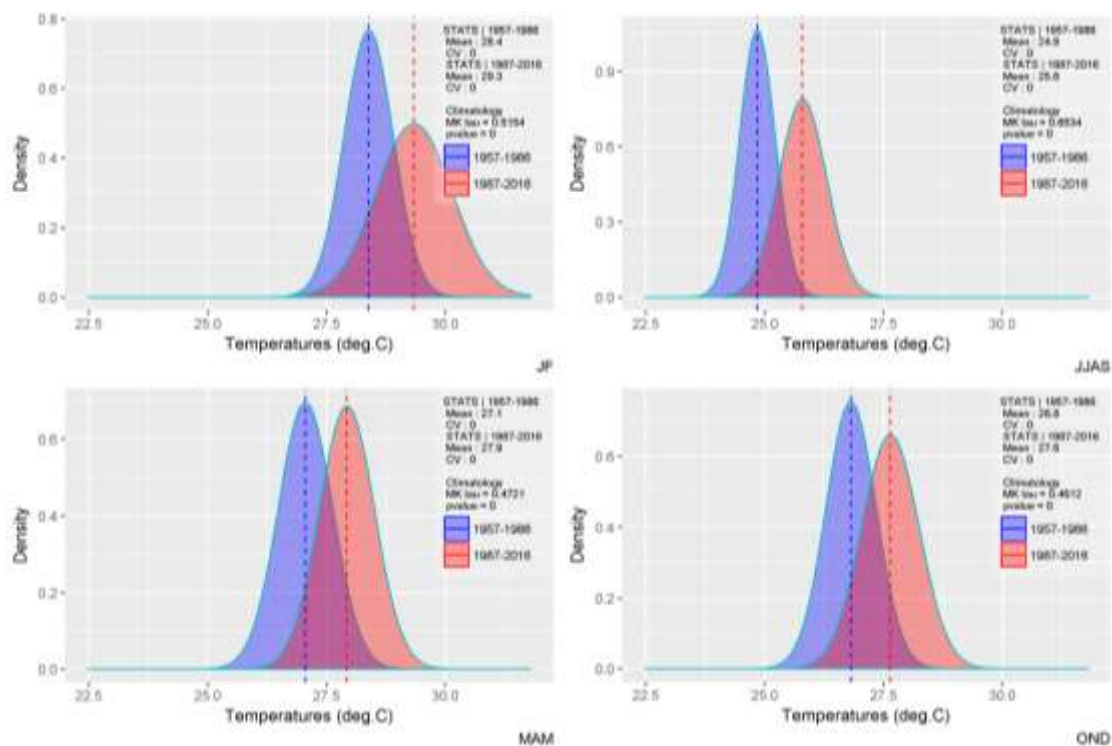 0.8
0.6
0.4
0.2
0.0
Density
STATS | 1957-1986
Mean : 28.4
CV : 0
STATS | 1987-2016
Mean : 29.3
CV : 0
Climatology
MK tau = 0.5154
pvalue = 0
1957-1986
1987-2016
22.5 25.0 27.5 30.0
Temperatures (deg.C)
JF
0.9
0.6
0.3
0.0
Density
STATS | 1957-1986
Mean : 24.9
CV : 0
STATS | 1987-2016
Mean : 25.8
CV : 0
Climatology
MK tau = 0.6534
pvalue = 0
1957-1986
1987-2016
22.5 25.0 27.5 30.0
Temperatures (deg.C)
JJAS
0.6
0.4
0.2
0.0
Density
STATS | 1957-1986
Mean : 27.1
CV : 0
STATS | 1987-2016
Mean : 27.9
CV : 0
Climatology
MK tau = 0.4721
pvalue = 0
1957-1986
1987-2016
22.5 25.0 27.5 30.0
Temperatures (deg.C)
MAM
0.6
0.4
0.2
0.0
Density
STATS | 1957-1986
Mean : 26.8
CV : 0
STATS | 1987-2016
Mean : 27.6
CV : 0
Climatology
MK tau = 0.4612
pvalue = 0
1957-1986
1987-2016
22.5 25.0 27.5 30.0
Temperatures (deg.C)
OND